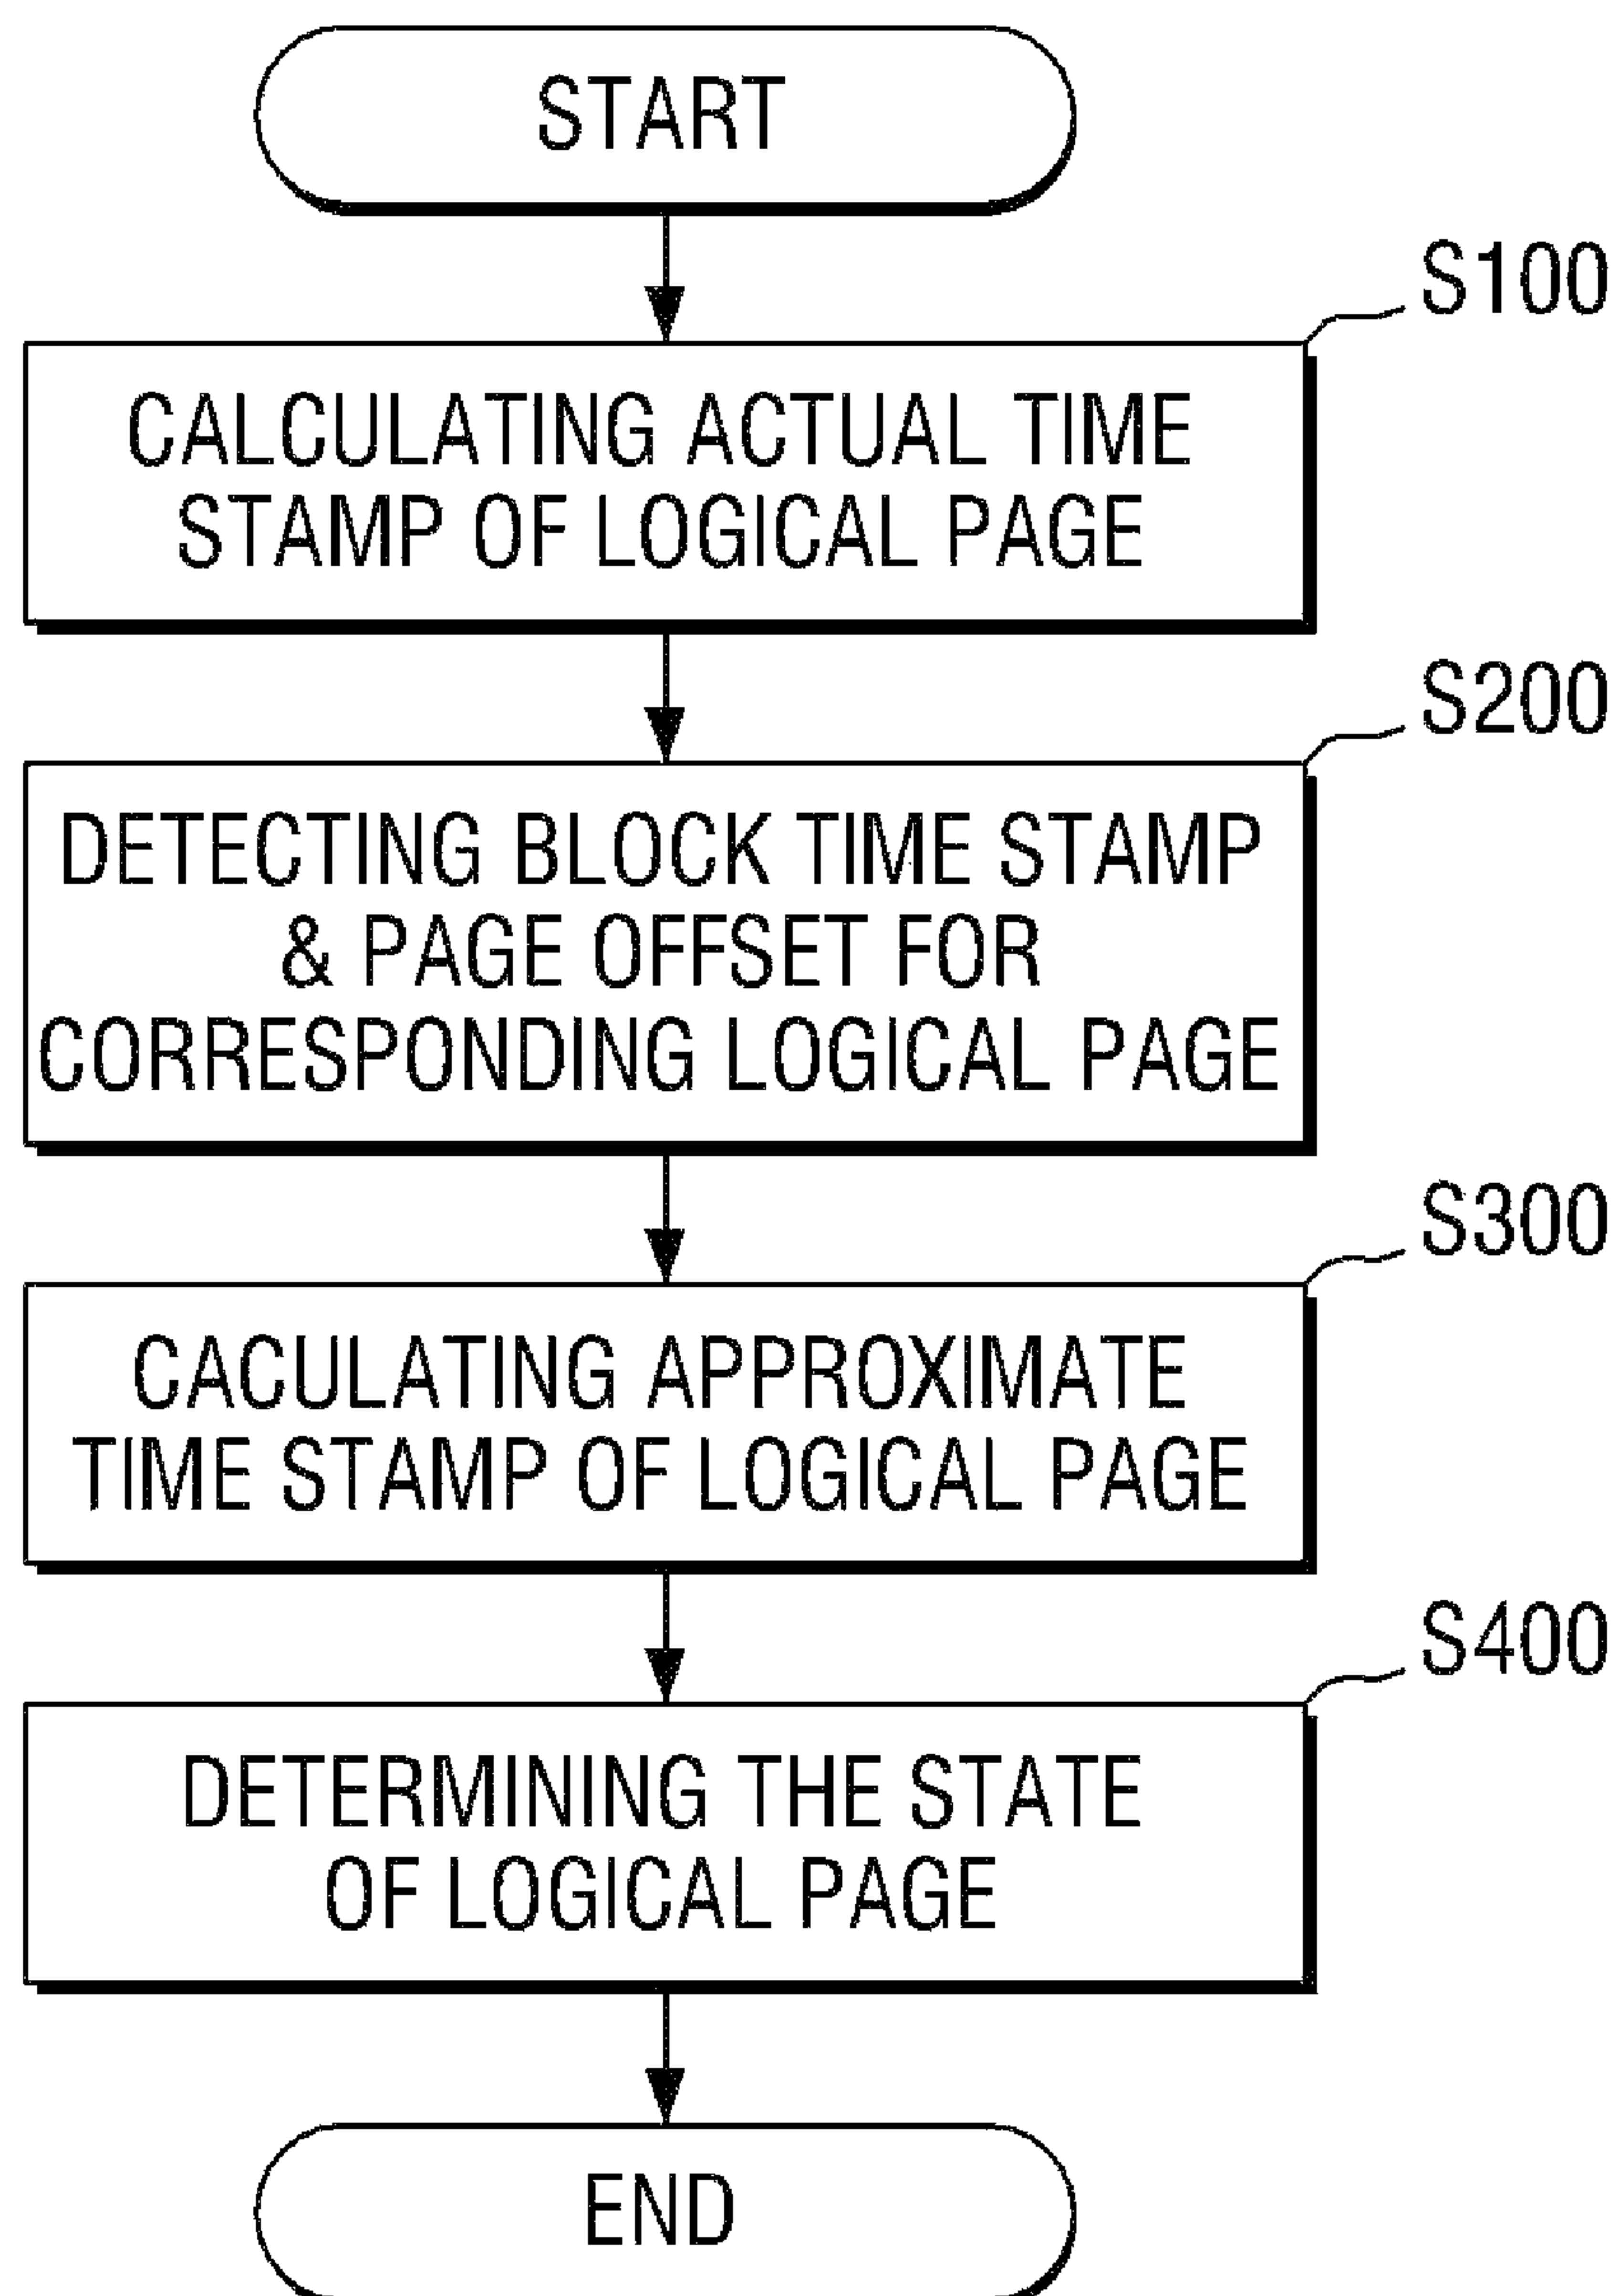 START
S100
CALCULATING ACTUAL TIME
STAMP OF LOGICAL PAGE
S200
DETECTING BLOCK TIME STAMP
& PAGE OFFSET FOR
CORRESPONDING LOGICAL PAGE
S300
CACULATING APPROXIMATE
TIME STAMP OF LOGICAL PAGE
S400
DETERMINING THE STATE
OF LOGICAL PAGE
END